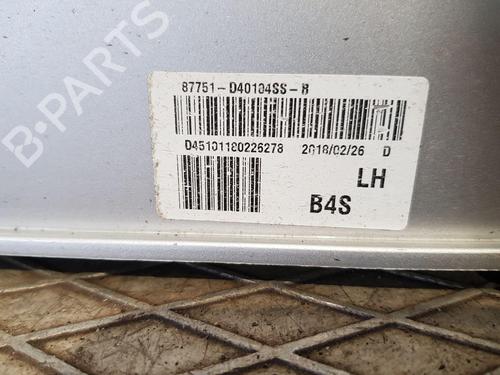 B-PARTS
87751-D40104SS-R
D45101180226278 2018/02/26 D
LH
B4S